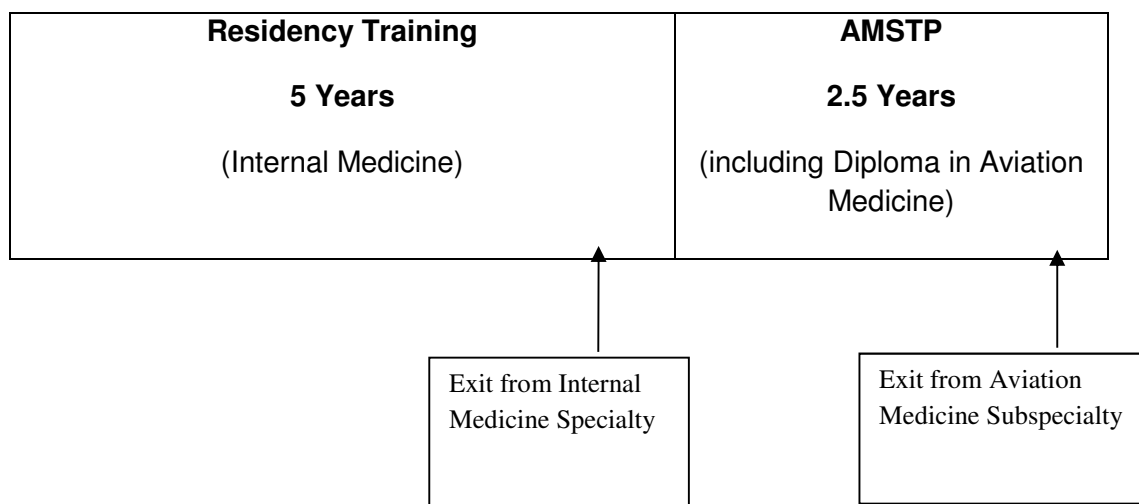 Residency Training
5 Years
(Internal Medicine)
AMSTP
2.5 Years
(including Diploma in Aviation
Medicine)
Exit from Internal
Medicine Specialty
Exit from Aviation
Medicine Subspecialty